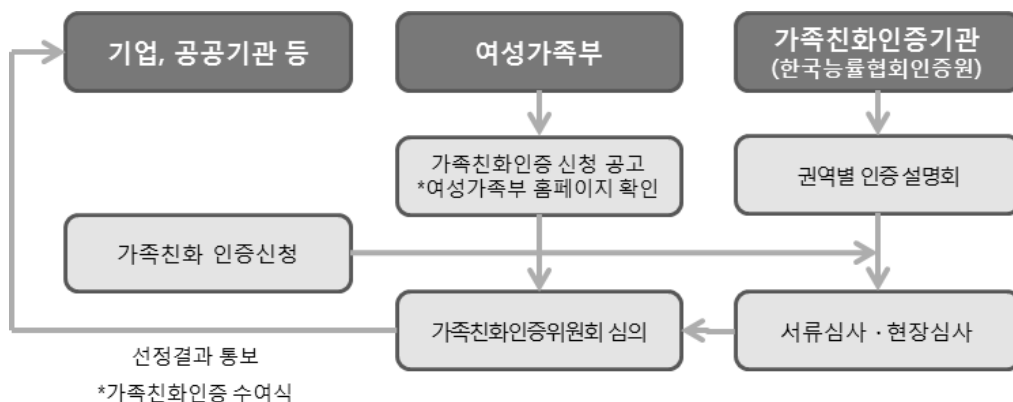 기업, 공공기관 등
여성가족부
가족친화인증기관
(한국능률협회인증원)
가족친화인증 신청 공고
*여성가족부 홈페이지 확인
권역별 인증 설명회
가족친화 인증신청
가족친화인증위원회 심의
서류심사 · 현장심사
선정결과 통보
*가족친화인증 수여식